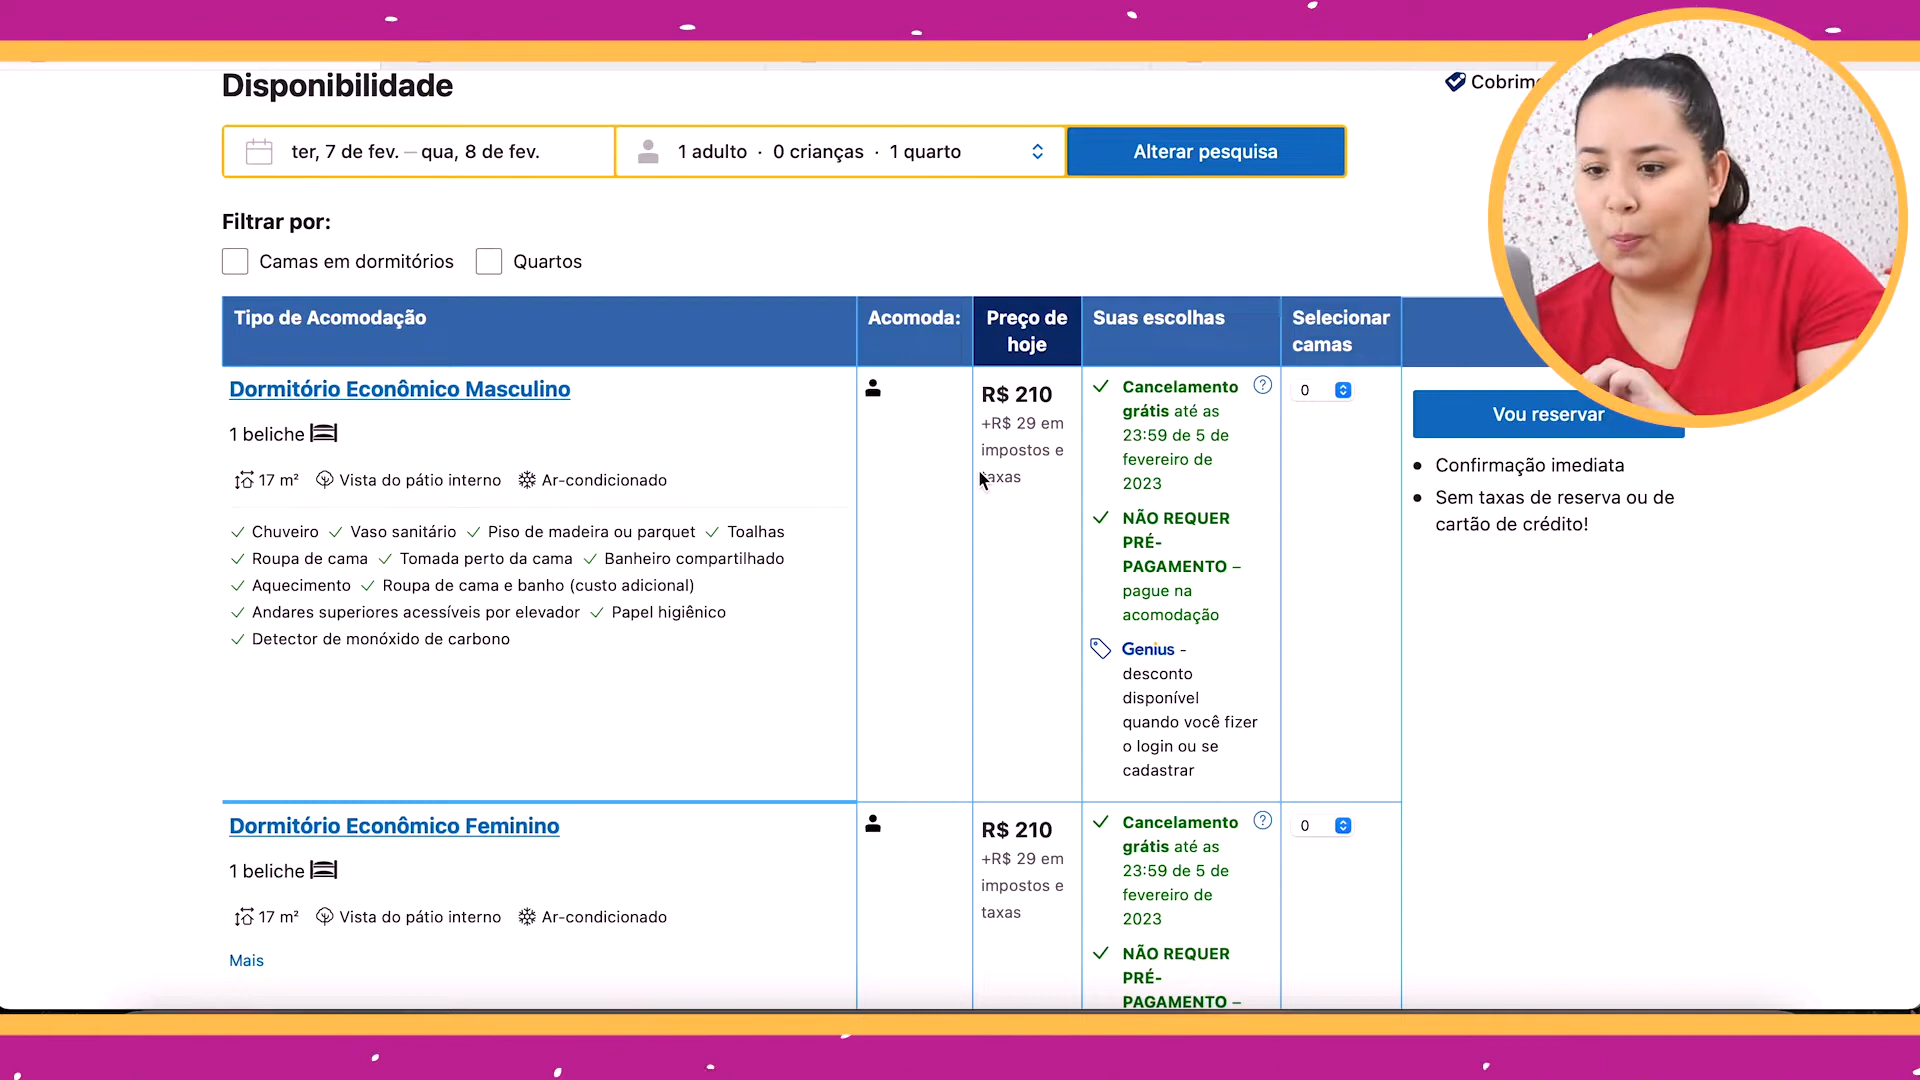 Disponibilidade
Cobrim
ter, 7 de fev. — qua, 8 de fev.
1 adulto · 0 crianças · 1 quarto
Alterar pesquisa
Filtrar por:
Camas em dormitórios
Quartos
Tipo de Acomodação
Acomoda:
Preço de
hoje
Suas escolhas
Selecionar
camas
Dormitório Econômico Masculino
1 beliche
17 m²
Vista do pátio interno
Ar-condicionado
Chuveiro
Vaso sanitário
Piso de madeira ou parquet
Toalhas
Roupa de cama
Tomada perto da cama
Banheiro compartilhado
Aquecimento
Roupa de cama e banho (custo adicional)
Andares superiores acessíveis por elevador
Papel higiênico
Detector de monóxido de carbono
R$ 210
+R$ 29 em
impostos e
taxas
Cancelamento
grátis até as
23:59 de 5 de
fevereiro de
2023
NÃO REQUER
PRÉ-
PAGAMENTO –
pague na
acomodação
Genius -
desconto
disponível
quando você fizer
o login ou se
cadastrar
0
Vou reservar
Confirmação imediata
Sem taxas de reserva ou de
cartão de crédito!
Dormitório Econômico Feminino
1 beliche
17 m²
Vista do pátio interno
Ar-condicionado
Mais
R$ 210
+R$ 29 em
impostos e
taxas
Cancelamento
grátis até as
23:59 de 5 de
fevereiro de
2023
NÃO REQUER
PRÉ-
PAGAMENTO –
0